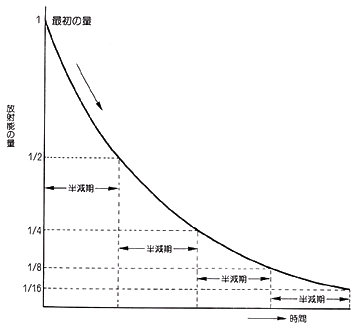 1
最初の量
放射能の量
1/2
半減期
1/4
半減期
1/8
半減期
1/16
半減期
時間